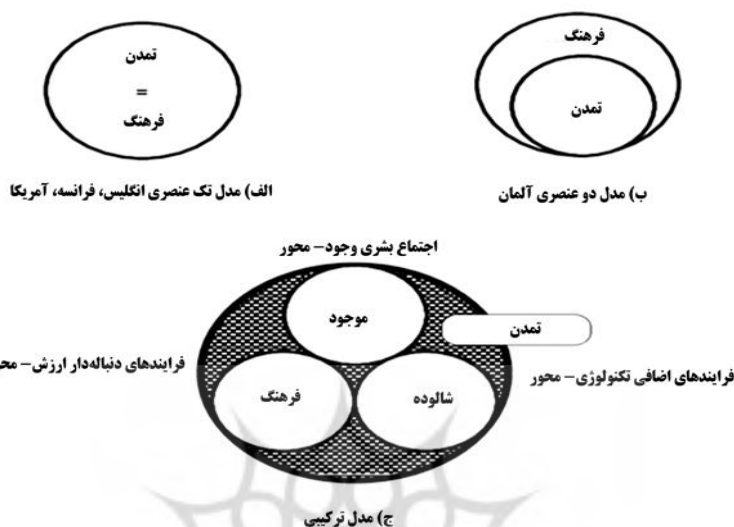 تمدن
=
فرهنگ
الف) مدل تک عنصری انگلیس، فرانسه، آمریکا
فرهنگ
تمدن
ب) مدل دو عنصری آلمان
اجتماع بشری وجود– محور
موجود
تمدن
فرایندهای دنباله‌دار ارزش– مح
فرایندهای اضافی تکنولوژی– محور
فرهنگ
شالوده
ج) مدل ترکیبی